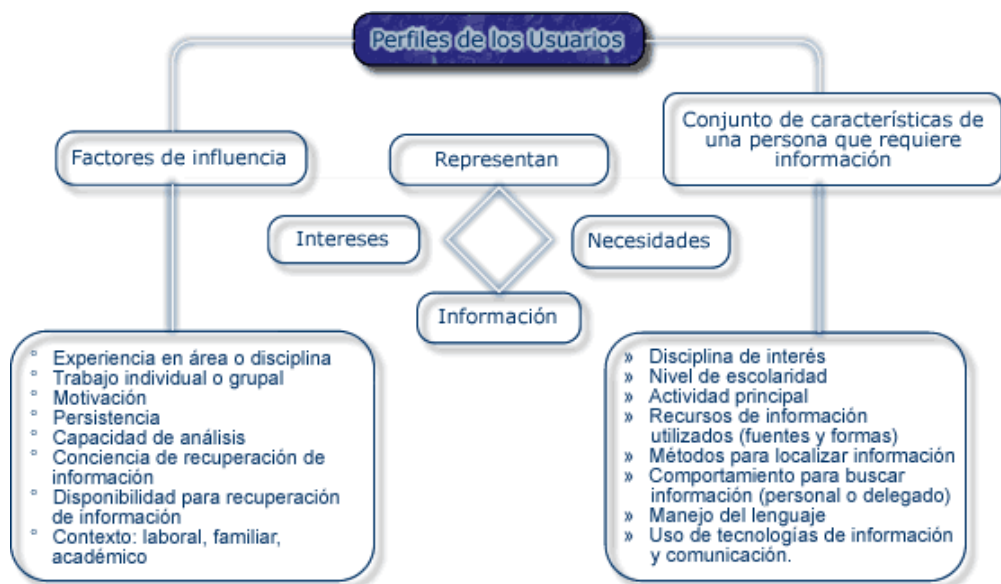 Perfiles de los Usuarios
Factores de influencia
Representan
Conjunto de características de
una persona que requiere
información
Intereses
Necesidades
Información
° Experiencia en área o disciplina
° Trabajo individual o grupal
° Motivación
° Persistencia
° Capacidad de análisis
° Conciencia de recuperación de
información
° Disponibilidad para recuperación
de información
° Contexto: laboral, familiar,
académico
» Disciplina de interés
» Nivel de escolaridad
» Actividad principal
» Recursos de información
utilizados (fuentes y formas)
» Métodos para localizar información
» Comportamiento para buscar
información (personal o delegado)
» Manejo del lenguaje
» Uso de tecnologías de información
y comunicación.